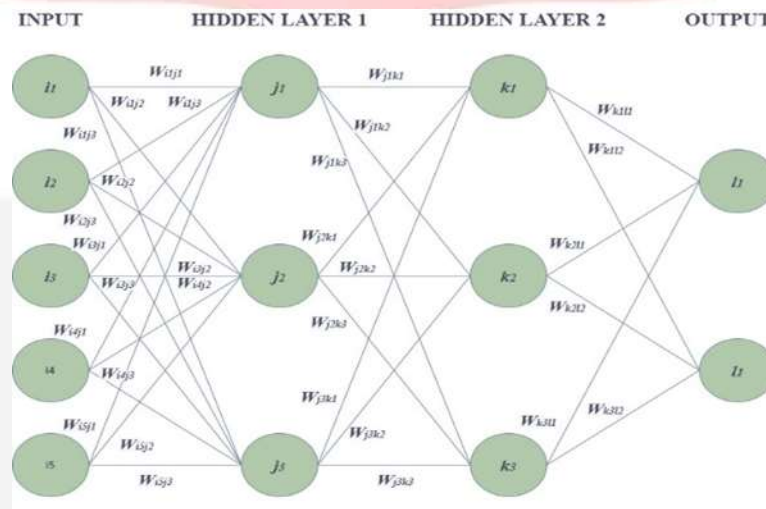 INPUT HIDDEN LAYER 1 HIDDEN LAYER 2 OUTPUT
i1 Wi1j1 j1 Wj1k1 k1
Wi1j2 Wi1j3 Wk1l1
Wi1j3 Wj1k2
Wj1k3 Wk1l2
i2 Wi2j2 l1
Wi2j3
Wi3j1 Wj2k1 Wk2l1
i3 Wi3j3 Wi3j2 j2 Wj2k2 k2
Wi4j2
Wk2l2
Wi4j1 Wj2k3
i4 Wi4j3 l1
Wj3k1
Wi5j1 Wk3l1 Wk3l2
Wi5j2 Wj3k2
i5 j3 k3
Wi5j3 Wj3k3